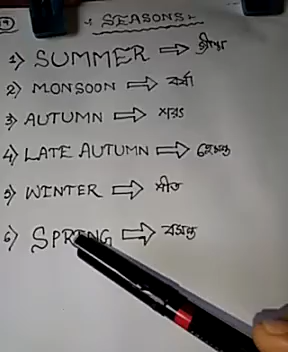 SEASONS
1) SUMMER ⇒ গ্রীষ্ম
2) MONSOON ⇒ বর্ষা
3) AUTUMN ⇒ শরৎ
4) LATE AUTUMN ⇒ হেমন্ত
5) WINTER ⇒ শীত
6) SPRING ⇒ বসন্ত